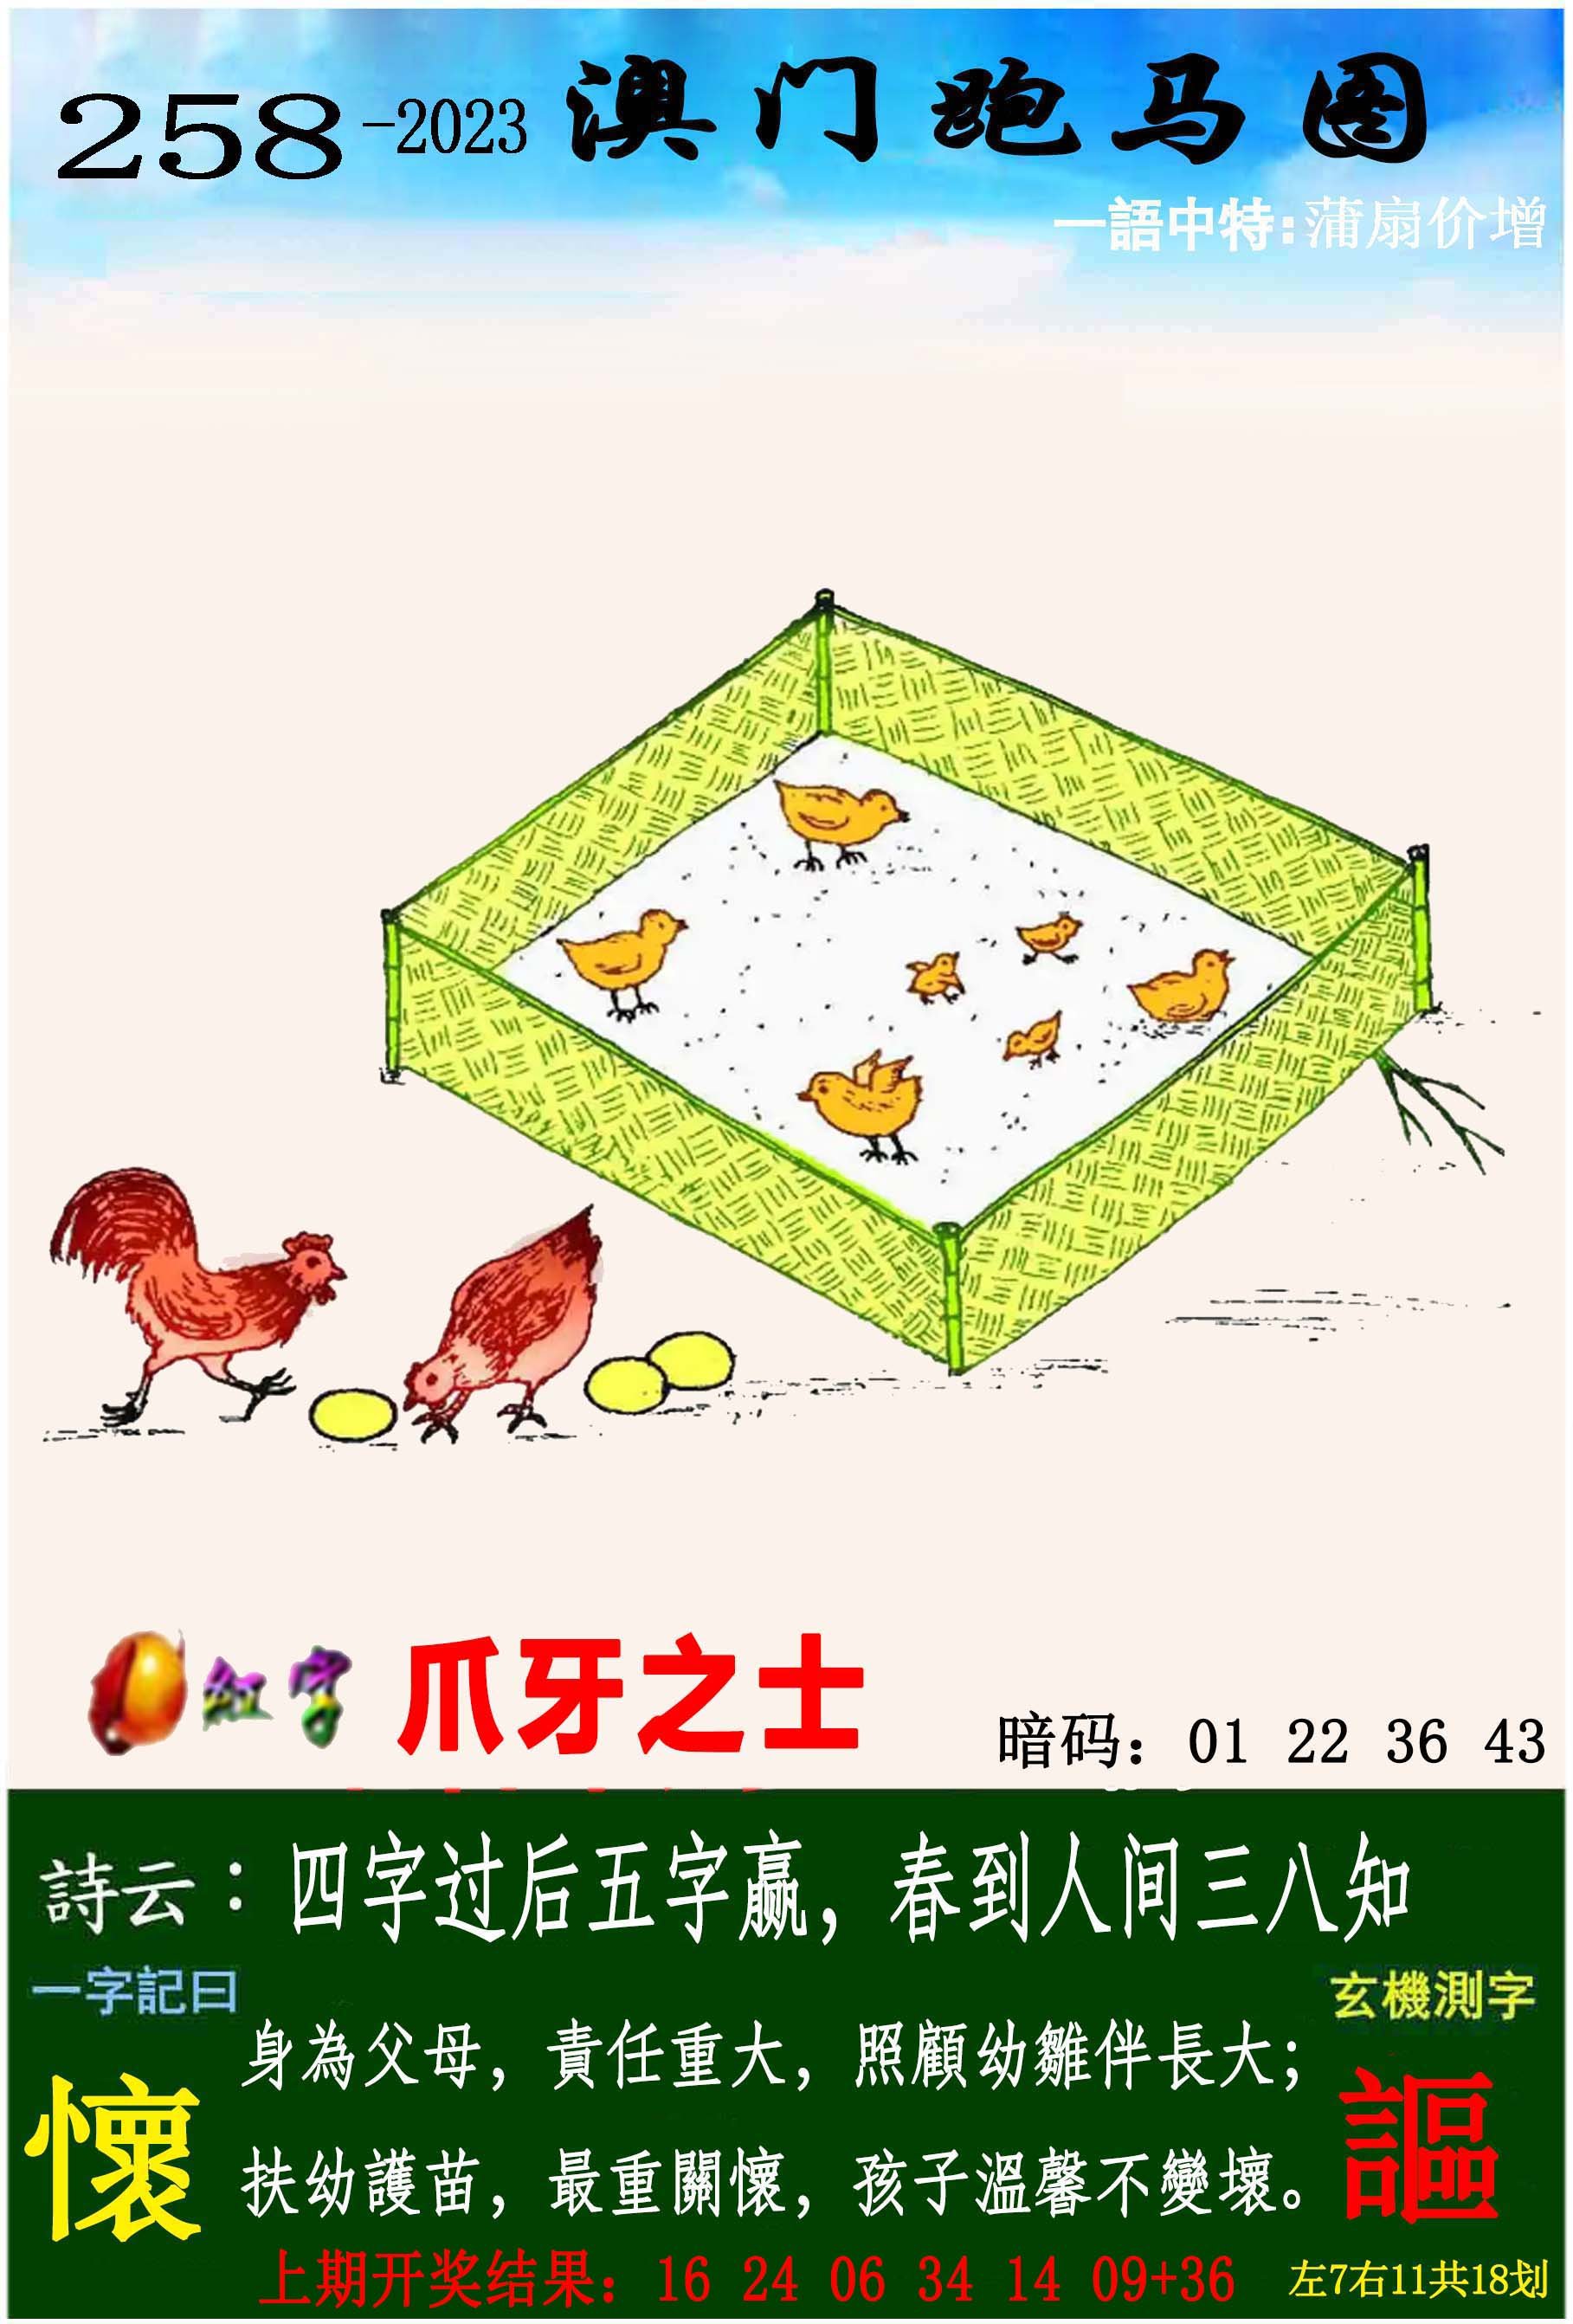 258-2023 澳门跑马图
一語中特:蒲扇价增
红字 爪牙之士
暗码: 01 22 36 43
詩云:四字过后五字赢,春到人间三八知
一字記曰
玄機測字
身為父母,責任重大,照顧幼雛伴長大;
懷
謳
扶幼護苗,最重關懷,孩子溫馨不變壞。
上期开奖结果: 16 24 06 34 14 09+36
左7右11共18划